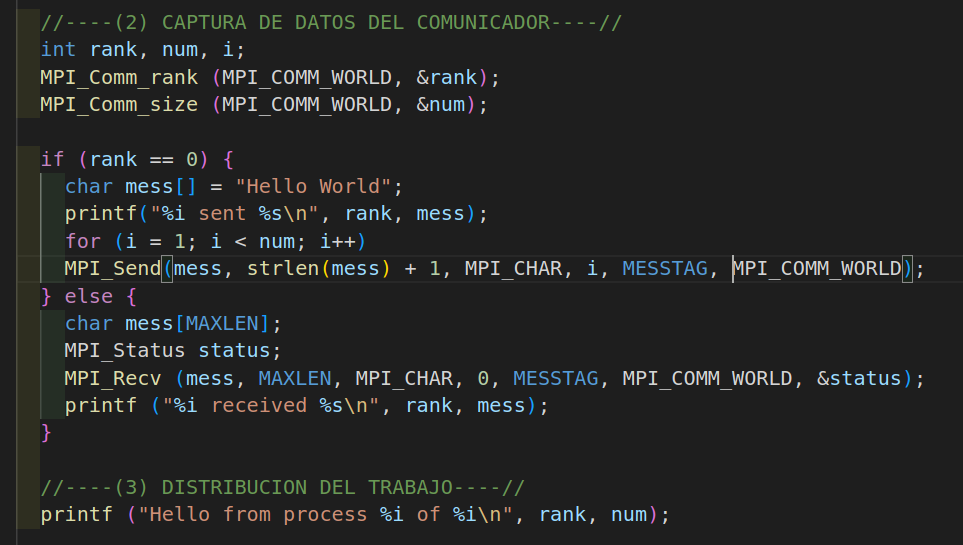 //----(2) CAPTURA DE DATOS DEL COMUNICADOR----//
int rank, num, i;
MPI_Comm_rank (MPI_COMM_WORLD, &rank);
MPI_Comm_size (MPI_COMM_WORLD, &num);

if (rank == 0) {
  char mess[] = "Hello World";
  printf("%i sent %s\n", rank, mess);
  for (i = 1; i < num; i++)
  MPI_Send(mess, strlen(mess) + 1, MPI_CHAR, i, MESSTAG, MPI_COMM_WORLD);
} else {
  char mess[MAXLEN];
  MPI_Status status;
  MPI_Recv (mess, MAXLEN, MPI_CHAR, 0, MESSTAG, MPI_COMM_WORLD, &status);
  printf ("%i received %s\n", rank, mess);
}

//----(3) DISTRIBUCION DEL TRABAJO----//
printf ("Hello from process %i of %i\n", rank, num);